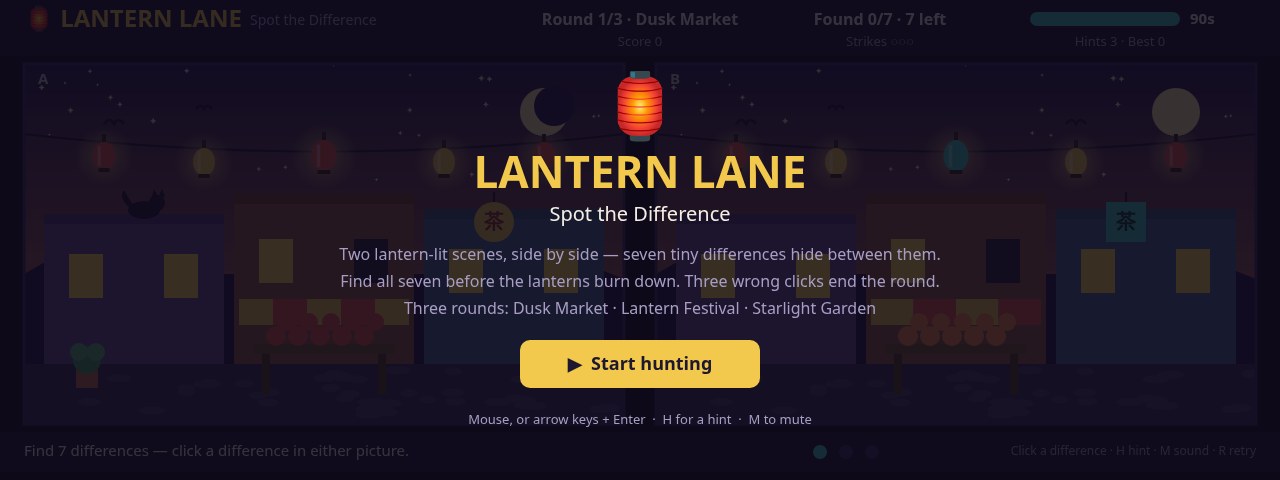 LANTERN LANE Spot the Difference
Round 1/3 · Dusk Market
Score 0
Found 0/7 · 7 left
Strikes ○○○
90s
Hints 3 · Best 0
A
B
茶
茶
LANTERN LANE
Spot the Difference
Two lantern-lit scenes, side by side — seven tiny differences hide between them.
Find all seven before the lanterns burn down. Three wrong clicks end the round.
Three rounds: Dusk Market · Lantern Festival · Starlight Garden
▶ Start hunting
Mouse, or arrow keys + Enter · H for a hint · M to mute
Find 7 differences — click a difference in either picture.
Click a difference · H hint · M sound · R retry